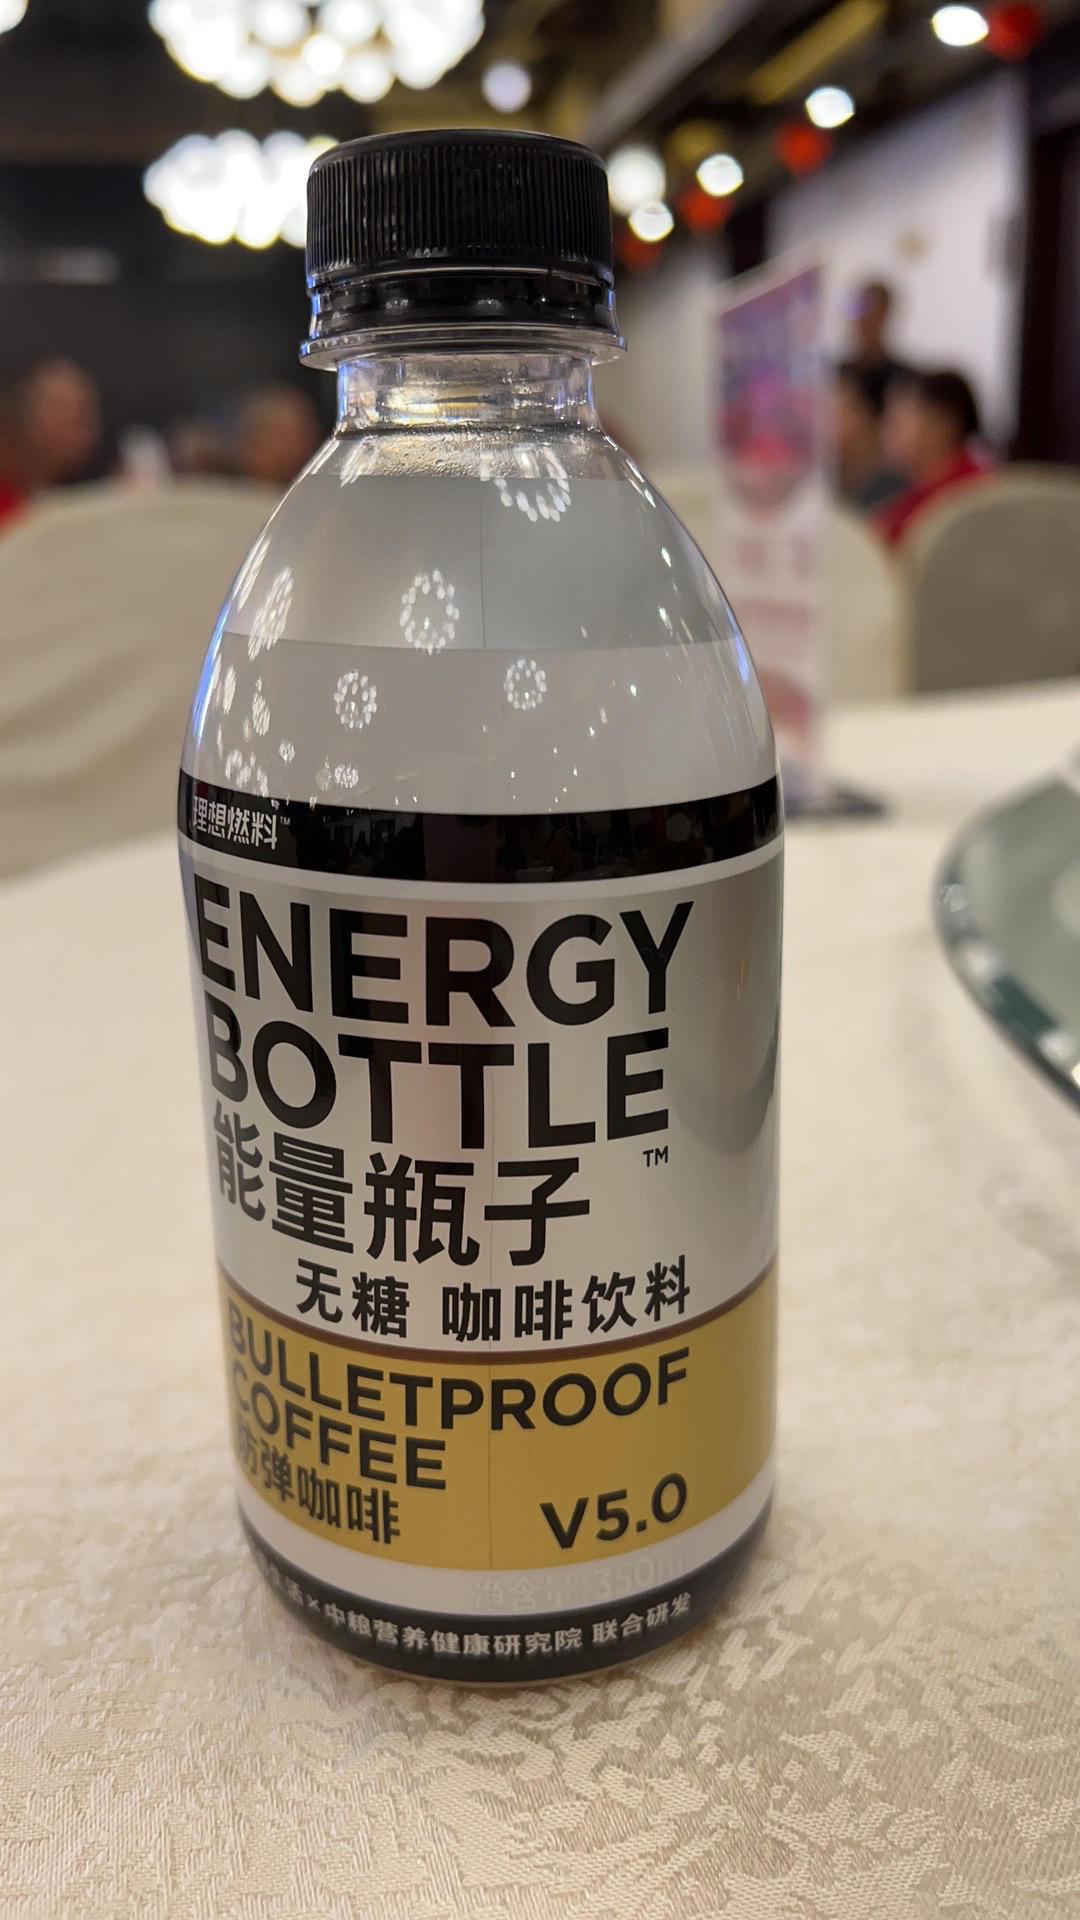 理想燃料™
ENERGY
BOTTLE
能量瓶子™
无糖 咖啡饮料
BULLETPROOF
COFFEE
防弹咖啡
V5.0
净含量:350ml
生活×中粮营养健康研究院 联合研发